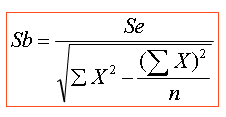 Sb = Se / √(∑ X² − (∑ X)² / n)